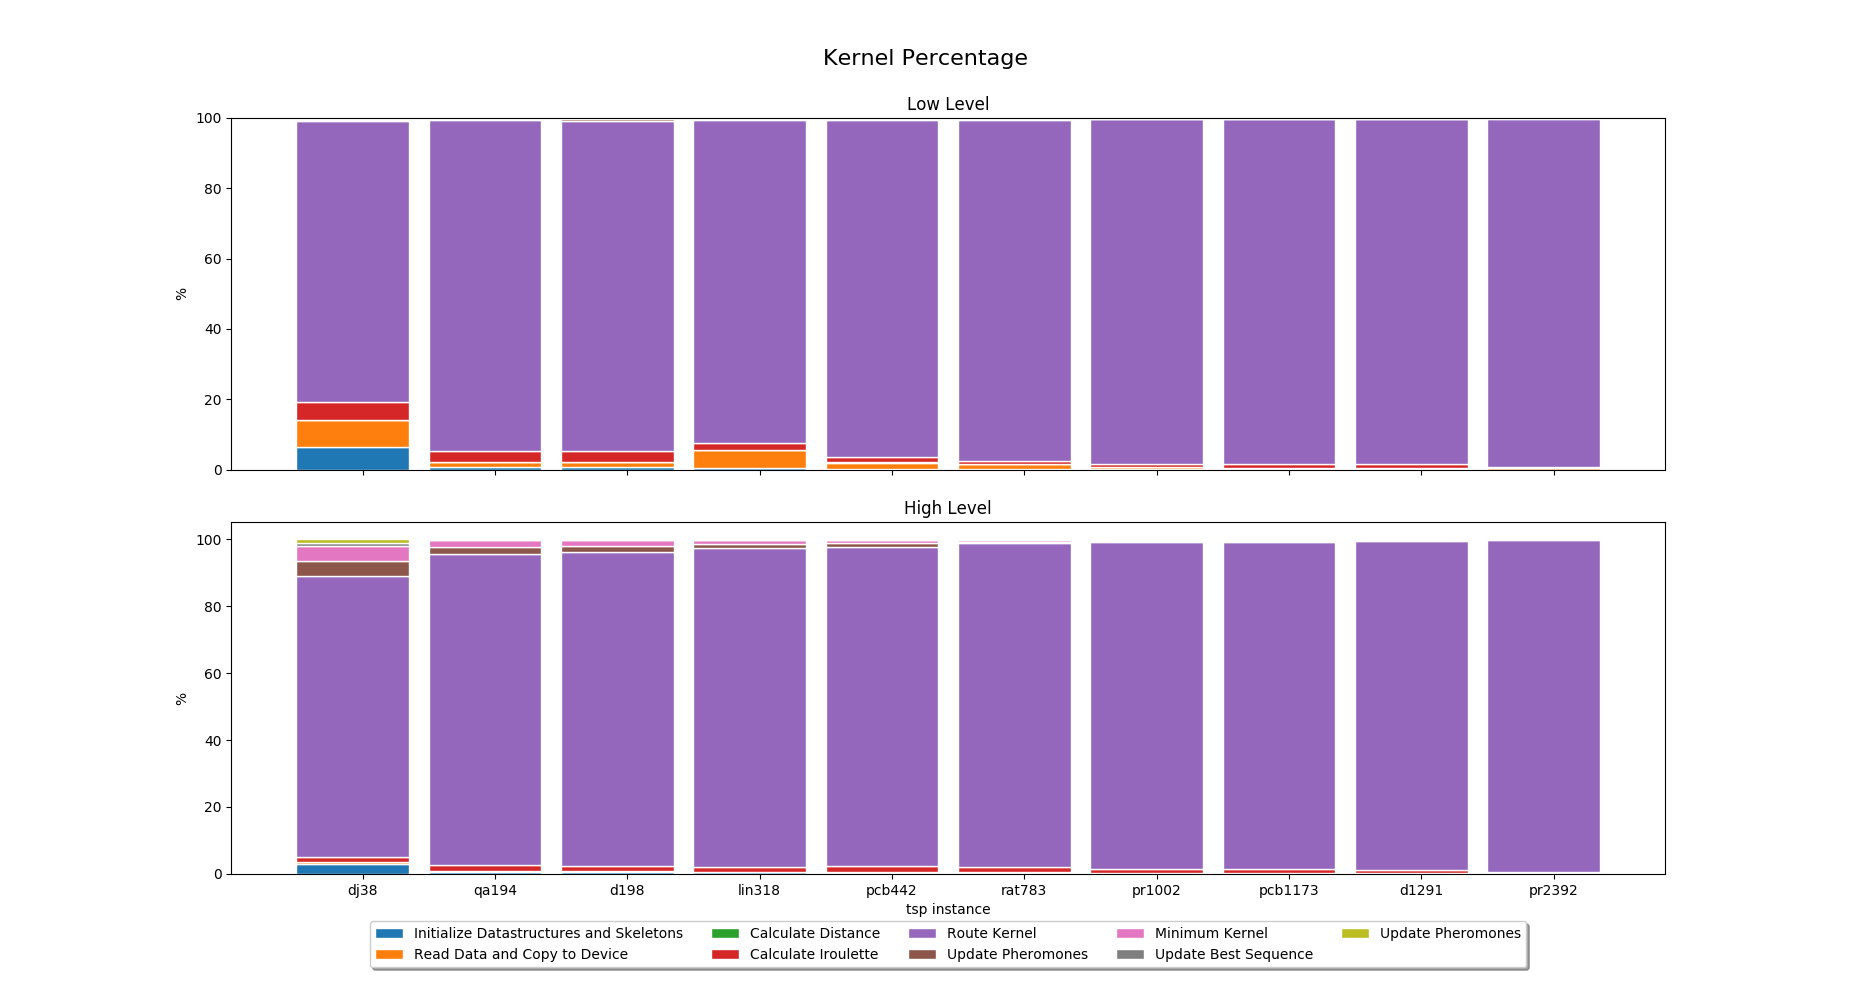 Kernel Percentage
Low Level
100
80
60
40
20
0
%
High Level
100
80
60
40
20
0
%
dj38 qa194 d198 lin318 pcb442 rat783 pr1002 pcb1173 d1291 pr2392
tsp instance
Initialize Datastructures and Skeletons Calculate Distance Route Kernel Minimum Kernel Update Pheromones
Read Data and Copy to Device Calculate Iroulette Update Pheromones Update Best Sequence